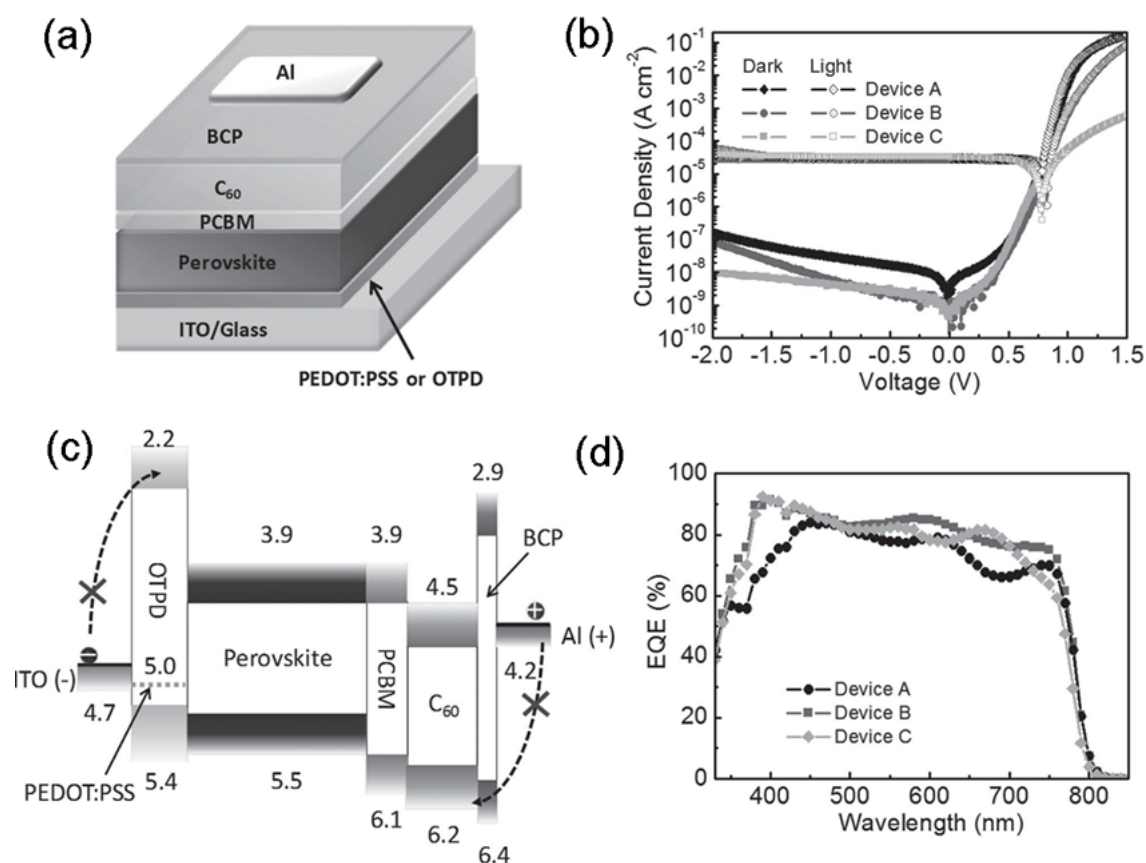 (a)
Al
BCP
C60
PCBM
Perovskite
ITO/Glass
PEDOT:PSS or OTPD
(b)
Current Density (A cm-2)
10-1
10-2
10-3
10-4
10-5
10-6
10-7
10-8
10-9
10-10
Dark Light
Device A
Device B
Device C
-2.0 -1.5 -1.0 -0.5 0.0 0.5 1.0 1.5
Voltage (V)
(c)
2.2
OTPD
5.0
ITO (-)
4.7
PEDOT:PSS
5.4
3.9
Perovskite
5.5
3.9
PCBM
6.1
4.5
C60
6.2
2.9
BCP
Al (+)
4.2
6.4
(d)
EQE (%)
100
80
60
40
20
0
Device A
Device B
Device C
400 500 600 700 800
Wavelength (nm)